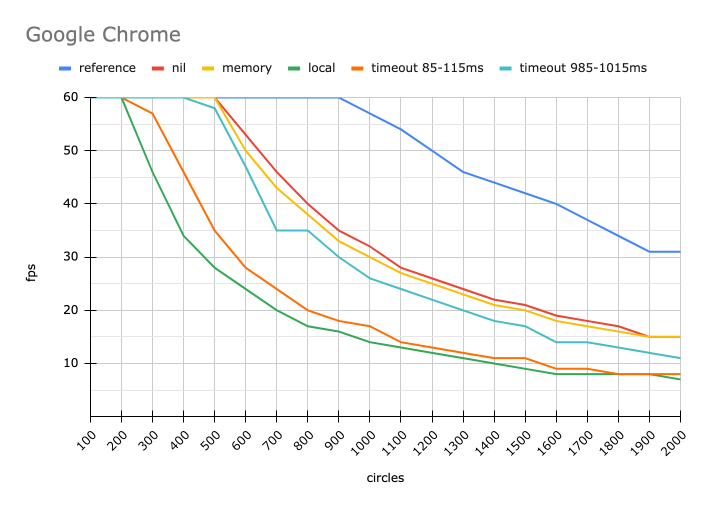 Google Chrome
reference nil memory local timeout 85-115ms timeout 985-1015ms
60
50
40
30
fps
20
10
100 200 300 400 500 600 700 800 900 1000 1100 1200 1300 1400 1500 1600 1700 1800 1900 2000
circles